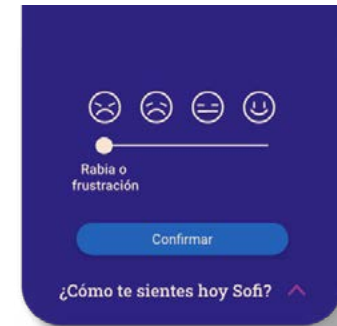 Rabia o
frustración
Confirmar
¿Cómo te sientes hoy Sofi?